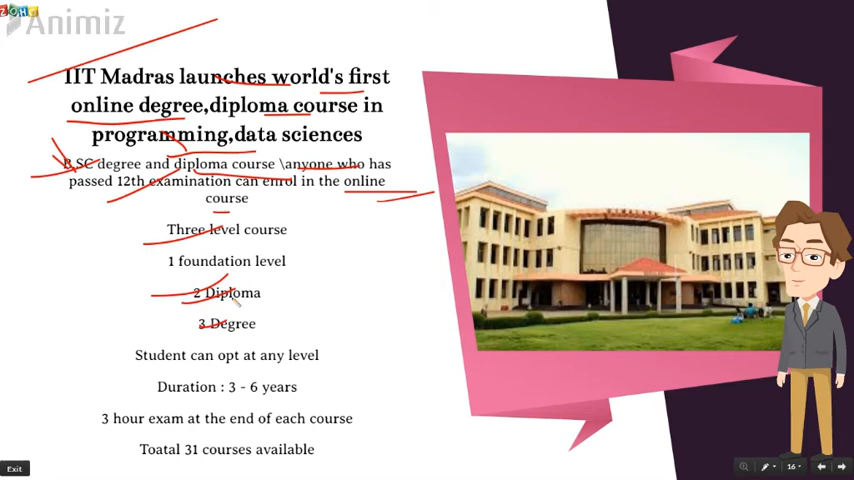 ZOHO
Animiz
IIT Madras launches world's first
online degree,diploma course in
programming,data sciences
B SC degree and diploma course \anyone who has
passed 12th examination can enrol in the online
course
Three level course
1 foundation level
2 Diploma
3 Degree
Student can opt at any level
Duration : 3 - 6 years
3 hour exam at the end of each course
Toatal 31 courses available
Exit
16